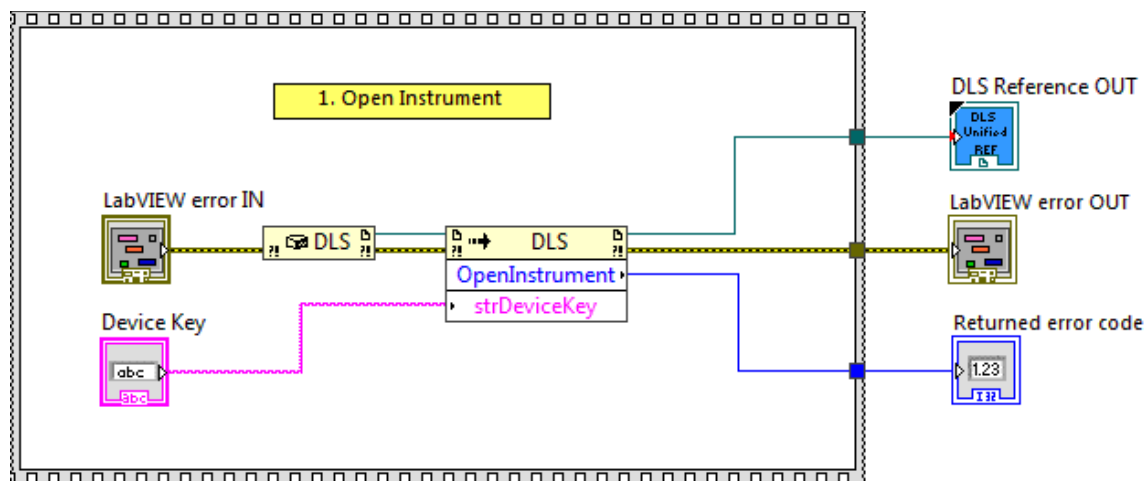 1. Open Instrument
DLS Reference OUT
DLS
Unified
REF
LabVIEW error IN
LabVIEW error OUT
?! DLS ?!
?! DLS ?!
OpenInstrument
strDeviceKey
Device Key
abc
abc
Returned error code
1.23
I32